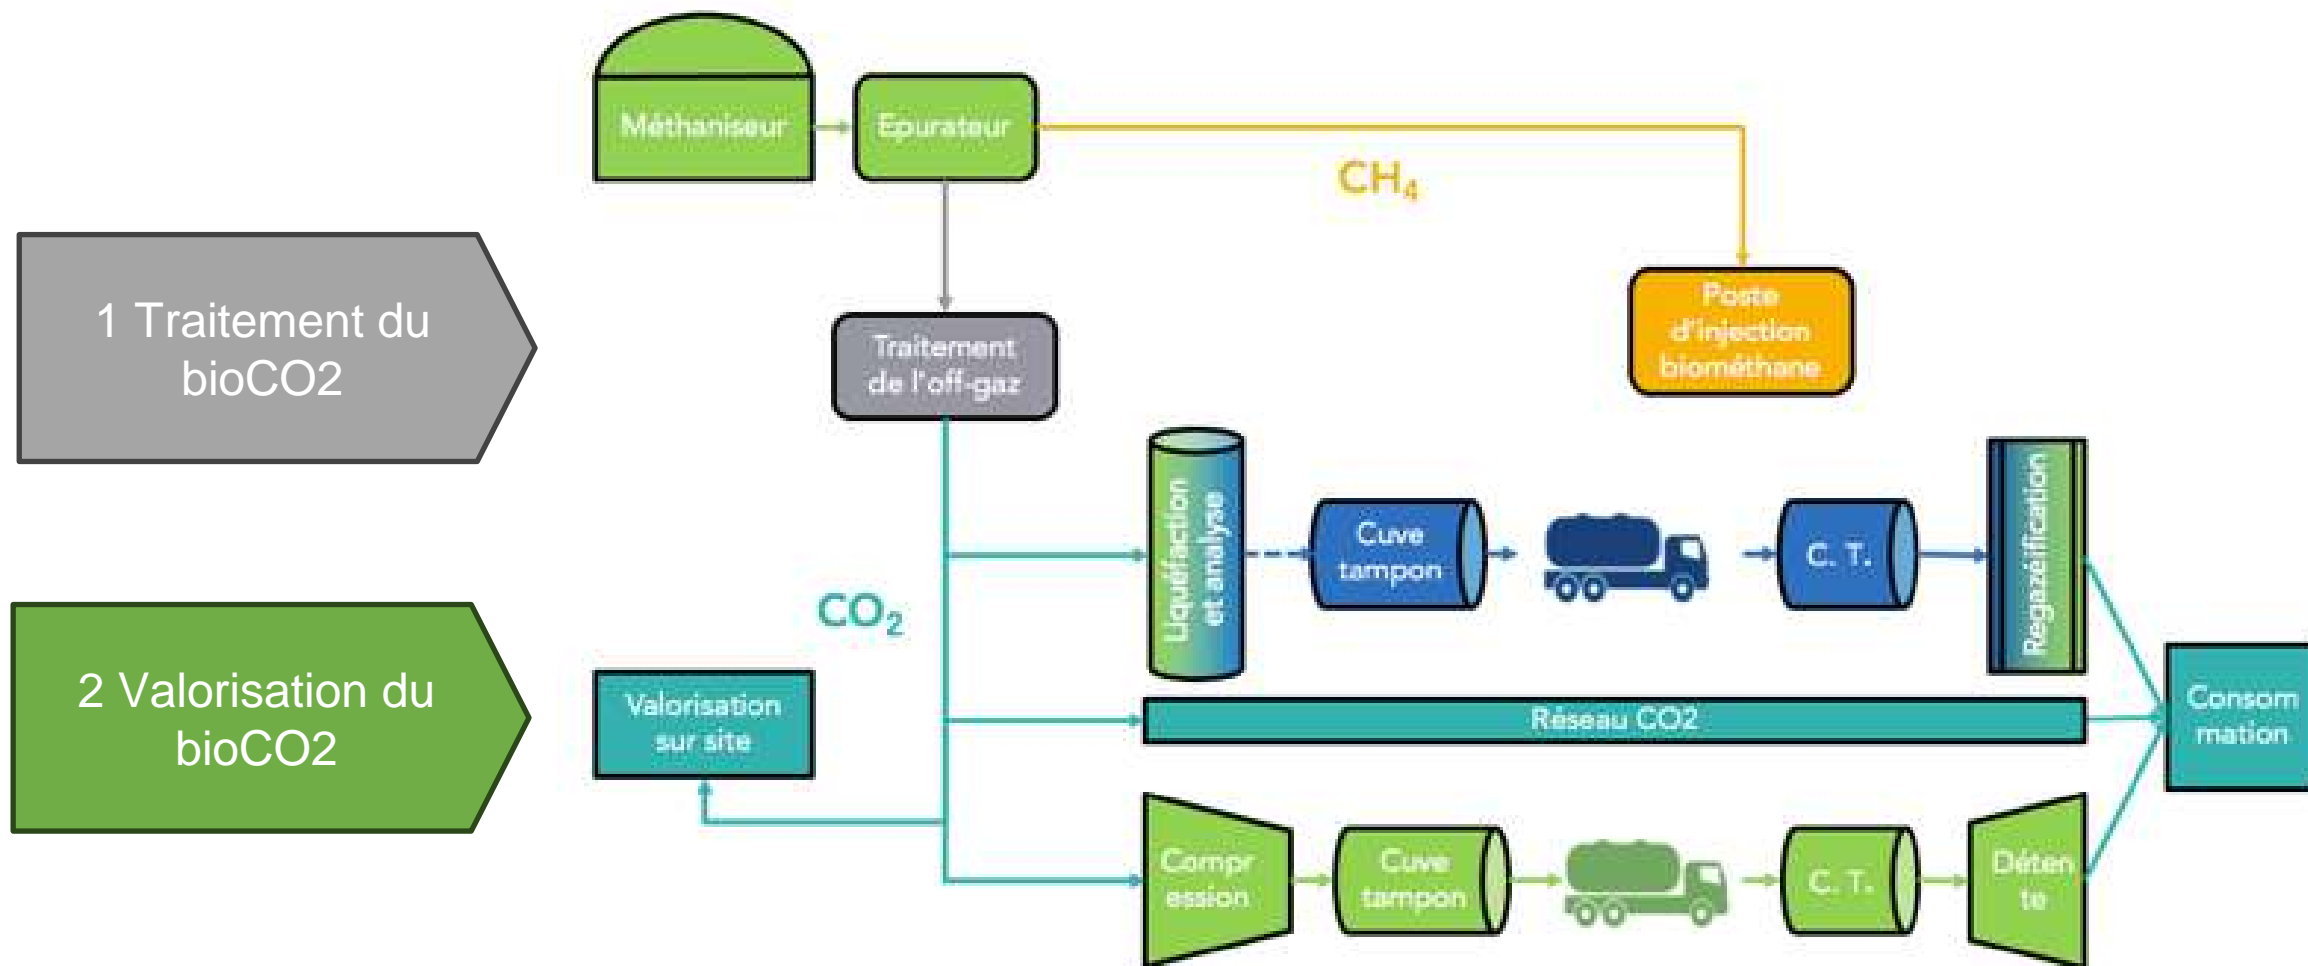 Méthaniseur
Epurateur
CH₄
1 Traitement du
bioCO2
Traitement
de l'off-gaz
Poste
d'injection
biométhane
Liquéfaction
et analyse
Cuve
tampon
C. T.
Regazéification
CO₂
2 Valorisation du
bioCO2
Valorisation
sur site
Réseau CO2
Consom
mation
Compr
ession
Cuve
tampon
C. T.
Déten
te